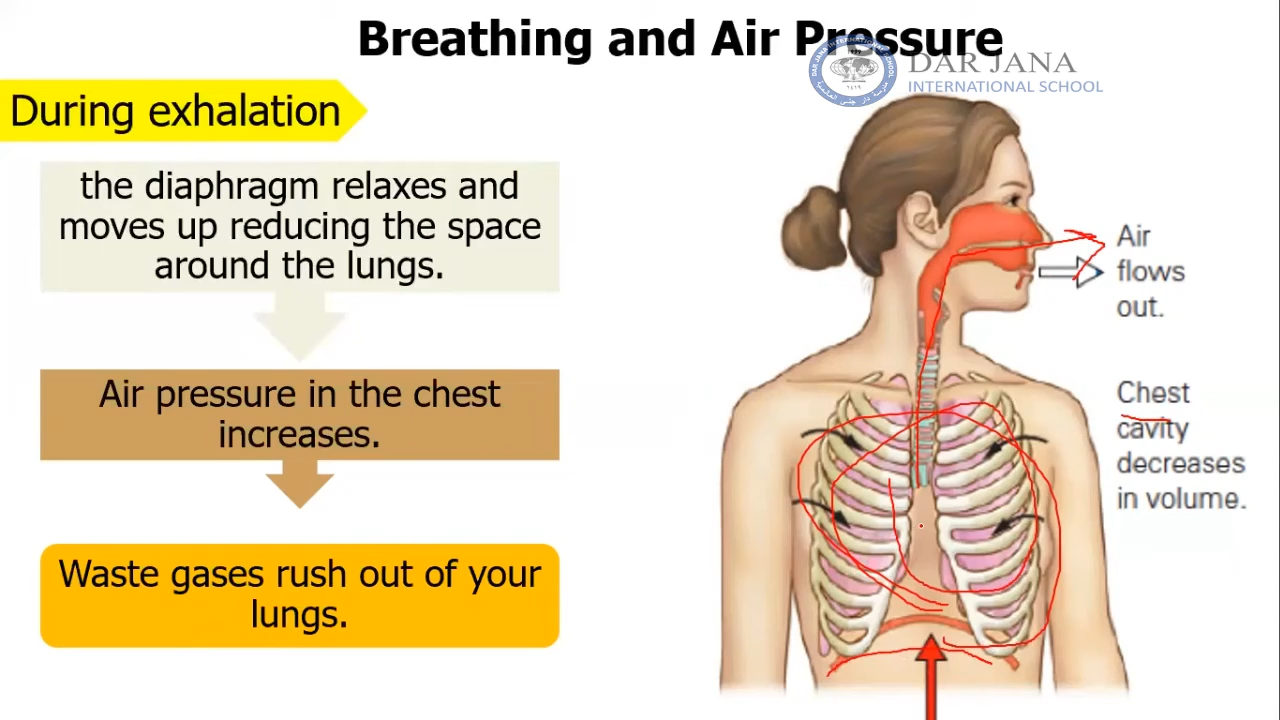 Breathing and Air Pressure
DAR JANA
INTERNATIONAL SCHOOL
During exhalation
the diaphragm relaxes and
moves up reducing the space
around the lungs.
Air pressure in the chest
increases.
Waste gases rush out of your
lungs.
Air
flows
out.
Chest
cavity
decreases
in volume.